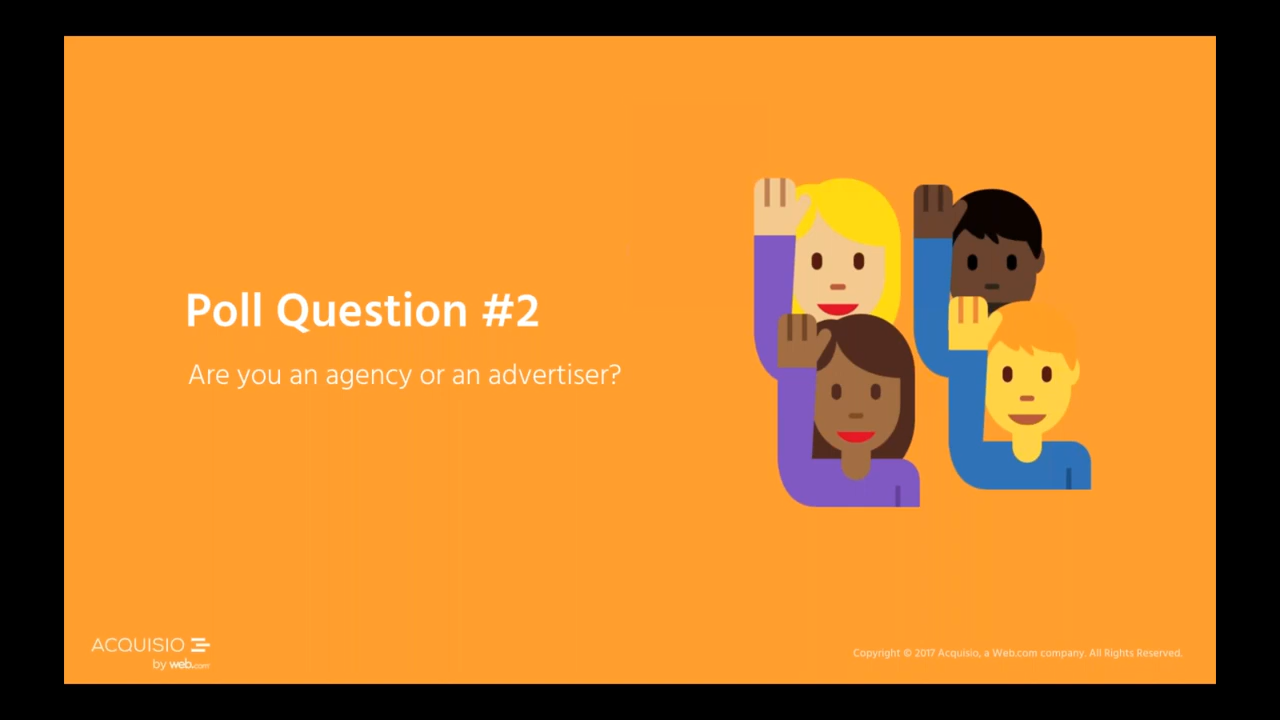 Poll Question #2
Are you an agency or an advertiser?
ACQUISIO
by web.com
Copyright © 2017 Acquisio, a Web.com company. All Rights Reserved.